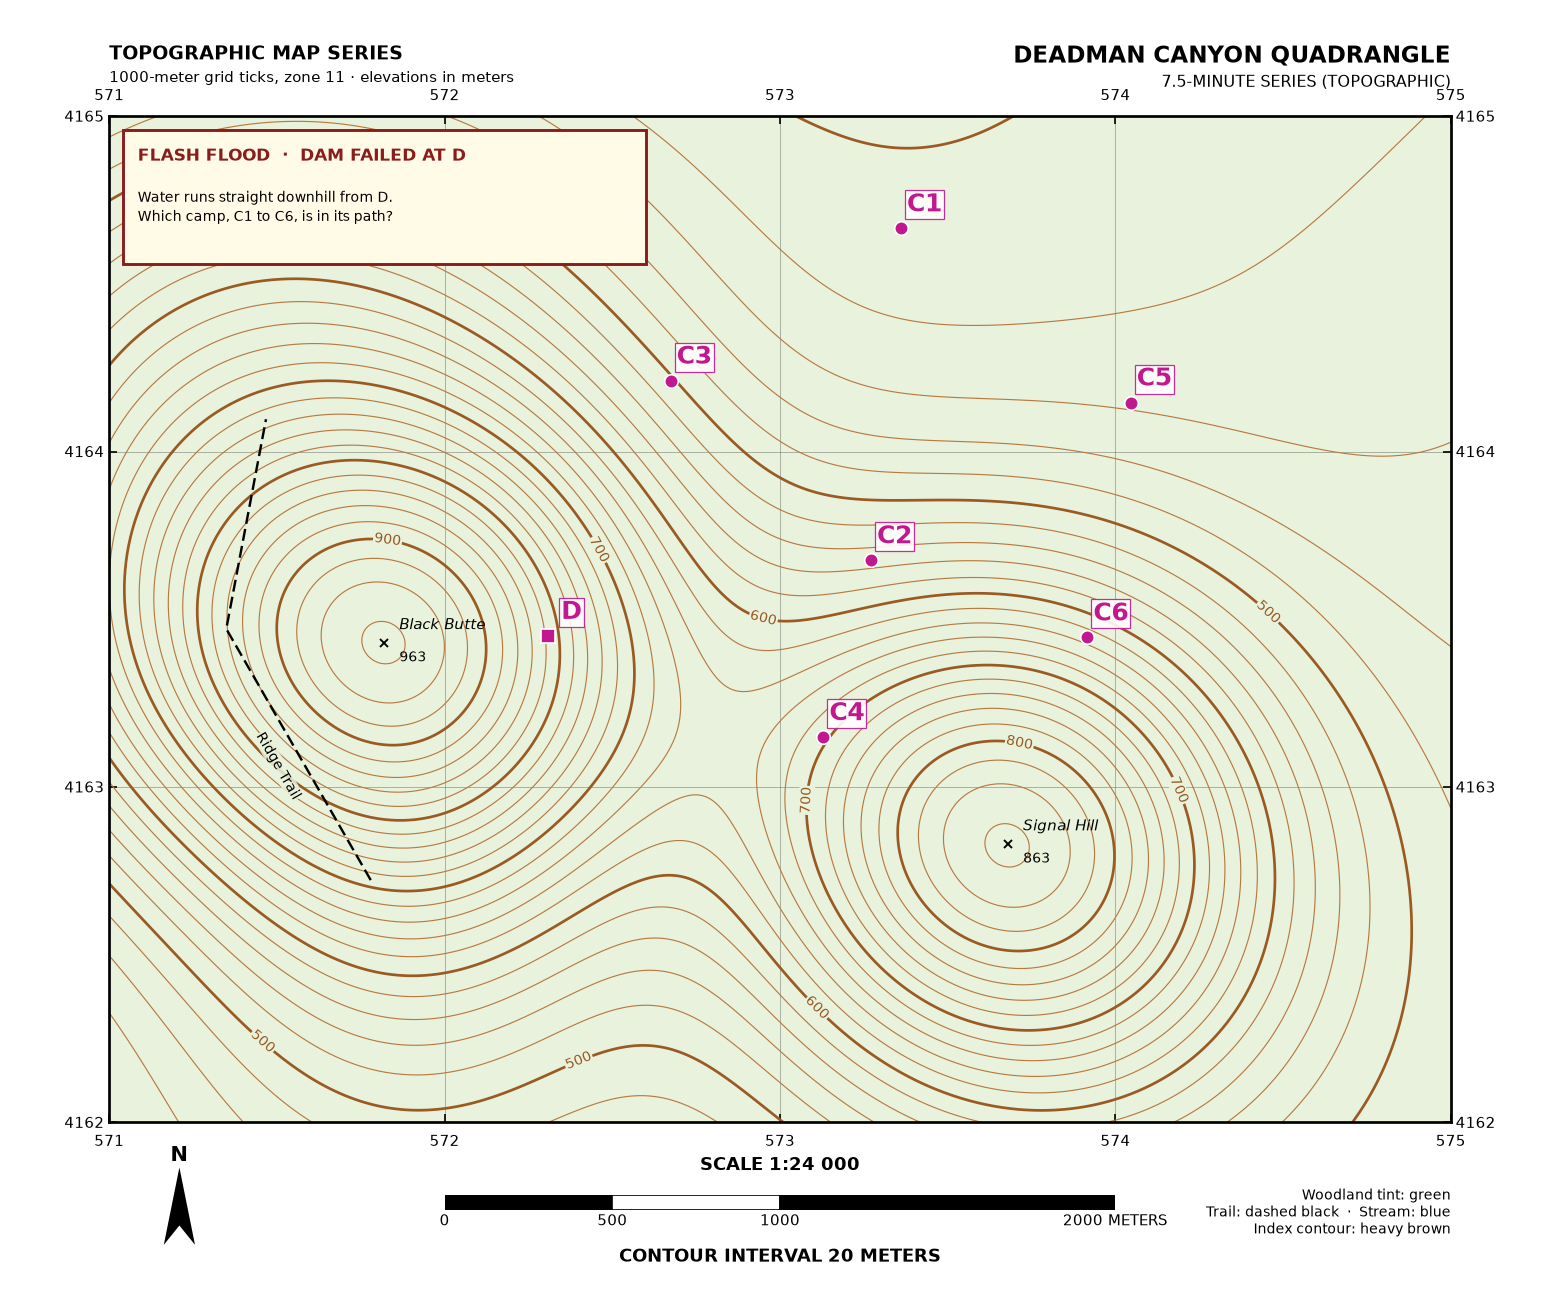 TOPOGRAPHIC MAP SERIES
1000-meter grid ticks, zone 11 · elevations in meters
DEADMAN CANYON QUADRANGLE
7.5-MINUTE SERIES (TOPOGRAPHIC)
571 572 573 574 575
4165 4165
FLASH FLOOD · DAM FAILED AT D
Water runs straight downhill from D.
Which camp, C1 to C6, is in its path?
C1
C3
C5
4164 4164
C2
900
700
600
500
D
C6
Black Butte
963
C4
Ridge Trail
800
700
700
4163 4163
Signal Hill
863
600
500
500
4162 4162
571 572 573 574 575
N
SCALE 1:24 000
0 500 1000 2000 METERS
CONTOUR INTERVAL 20 METERS
Woodland tint: green
Trail: dashed black · Stream: blue
Index contour: heavy brown